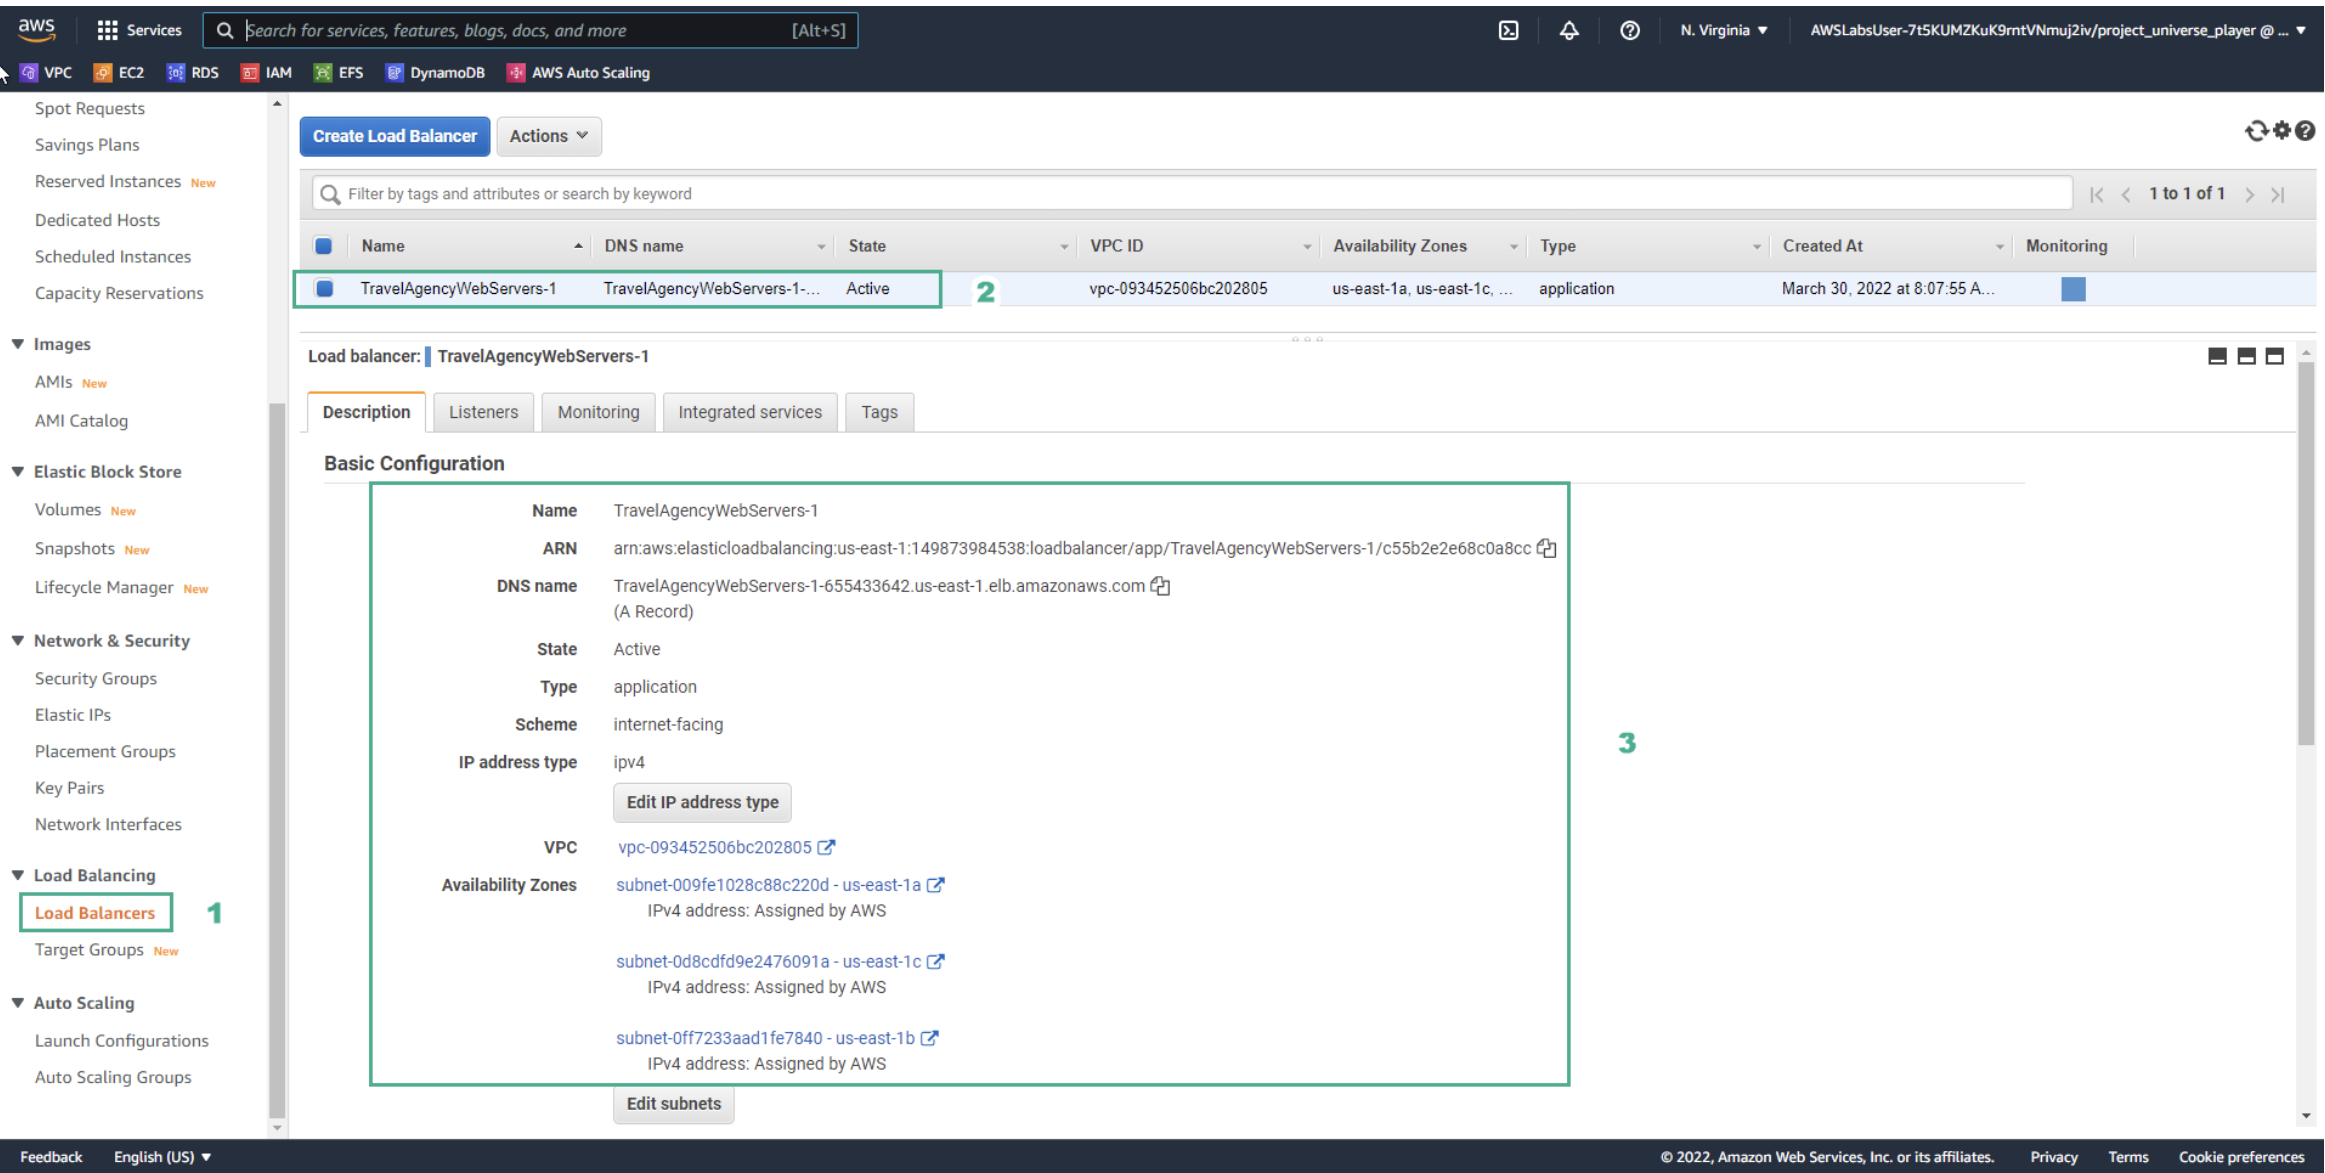 aws Services Search for services, features, blogs, docs, and more [Alt+S] N. Virginia ▼ AWSLabsUser-7t5KUMZKuK9rntVNmuj2iv/project_universe_player @ ... ▼
VPC EC2 RDS IAM EFS DynamoDB AWS Auto Scaling
Spot Requests
Savings Plans
Reserved Instances New
Dedicated Hosts
Scheduled Instances
Capacity Reservations
▼ Images
AMIs New
AMI Catalog
▼ Elastic Block Store
Volumes New
Snapshots New
Lifecycle Manager New
▼ Network & Security
Security Groups
Elastic IPs
Placement Groups
Key Pairs
Network Interfaces
▼ Load Balancing
Load Balancers 1
Target Groups New
▼ Auto Scaling
Launch Configurations
Auto Scaling Groups
Create Load Balancer Actions
Filter by tags and attributes or search by keyword 1 to 1 of 1
Name DNS name State VPC ID Availability Zones Type Created At Monitoring
TravelAgencyWebServers-1 TravelAgencyWebServers-1-... Active 2 vpc-093452506bc202805 us-east-1a, us-east-1c, ... application March 30, 2022 at 8:07:55 A...
Load balancer: TravelAgencyWebServers-1
Description Listeners Monitoring Integrated services Tags
Basic Configuration
Name TravelAgencyWebServers-1
ARN arn:aws:elasticloadbalancing:us-east-1:149873984538:loadbalancer/app/TravelAgencyWebServers-1/c55b2e2e68c0a8cc
DNS name TravelAgencyWebServers-1-655433642.us-east-1.elb.amazonaws.com
(A Record)
State Active
Type application
Scheme internet-facing
3
IP address type ipv4
Edit IP address type
VPC vpc-093452506bc202805
Availability Zones subnet-009fe1028c88c220d - us-east-1a
IPv4 address: Assigned by AWS
subnet-0d8cdfd9e2476091a - us-east-1c
IPv4 address: Assigned by AWS
subnet-0ff7233aad1fe7840 - us-east-1b
IPv4 address: Assigned by AWS
Edit subnets
Feedback English (US) ▼ © 2022, Amazon Web Services, Inc. or its affiliates. Privacy Terms Cookie preferences